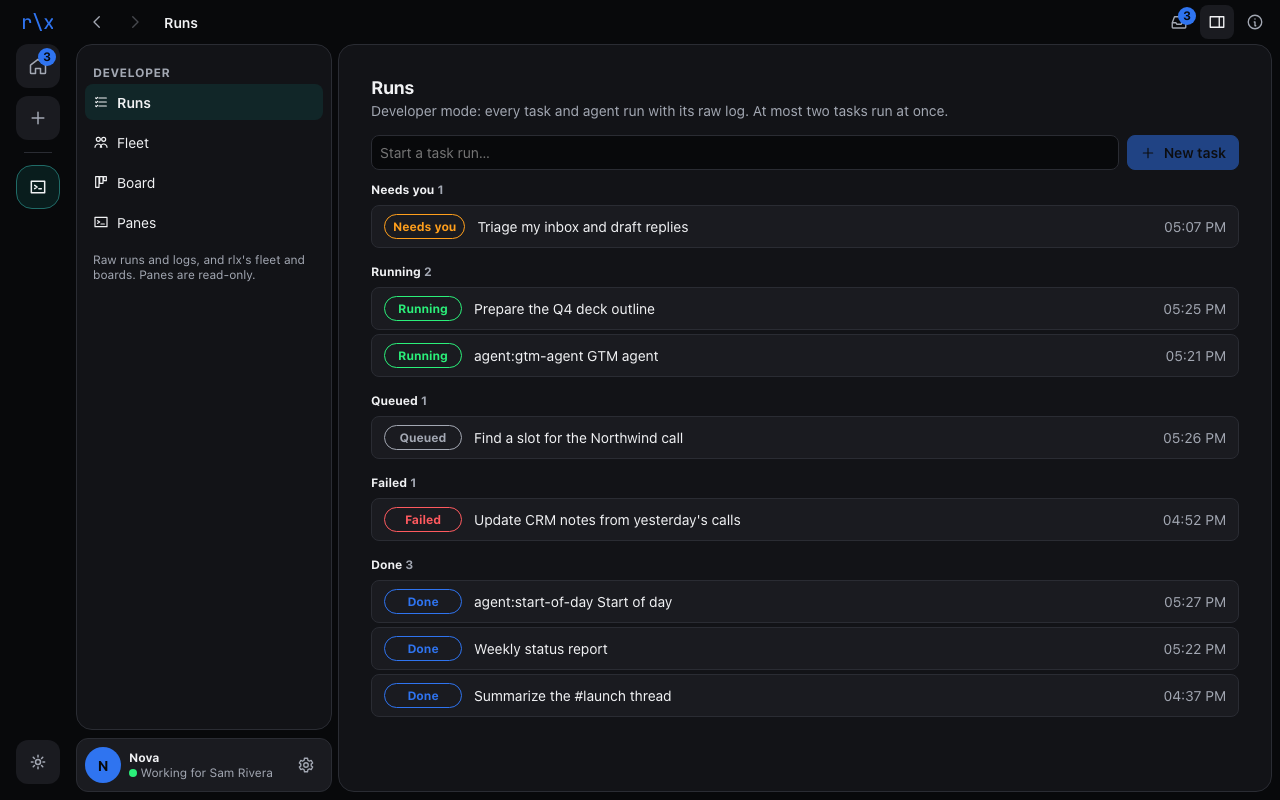 r\x
Runs
3
3
DEVELOPER
Runs
Fleet
Board
Panes
Raw runs and logs, and rlx's fleet and
boards. Panes are read-only.
Nova
Working for Sam Rivera
N
Runs
Developer mode: every task and agent run with its raw log. At most two tasks run at once.
Start a task run...
New task
Needs you 1
Needs you Triage my inbox and draft replies 05:07 PM
Running 2
Running Prepare the Q4 deck outline 05:25 PM
Running agent:gtm-agent GTM agent 05:21 PM
Queued 1
Queued Find a slot for the Northwind call 05:26 PM
Failed 1
Failed Update CRM notes from yesterday's calls 04:52 PM
Done 3
Done agent:start-of-day Start of day 05:27 PM
Done Weekly status report 05:22 PM
Done Summarize the #launch thread 04:37 PM